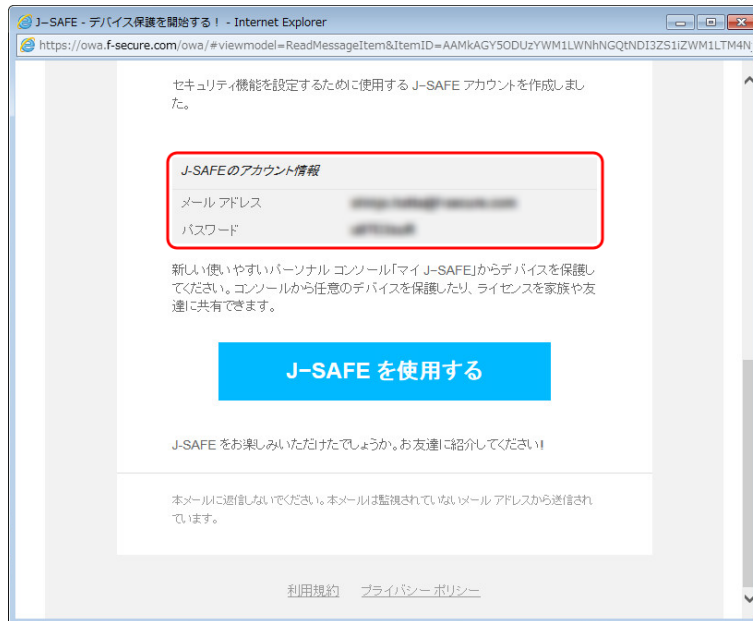 J-SAFE - デバイス保護を開始する！ - Internet Explorer
https://owa.f-secure.com/owa/#viewmodel=ReadMessageItem&ItemID=AAMkAGY5ODUzYWM1LWNhNGQtNDI3ZS1iZWM1LTM4N
セキュリティ機能を設定するために使用する J-SAFE アカウントを作成しまし
た。
J-SAFEのアカウント情報
メール アドレス
パスワード
新しい使いやすいパーソナル コンソール「マイ J-SAFE」からデバイスを保護し
てください。コンソールから任意のデバイスを保護したり、ライセンスを家族や友
達に共有できます。
J-SAFE を使用する
J-SAFE をお楽しみいただけたでしょうか。お友達に紹介してください!
本メールに返信しないでください。本メールは監視されていないメール アドレスから送信され
ています。
利用規約 プライバシー ポリシー